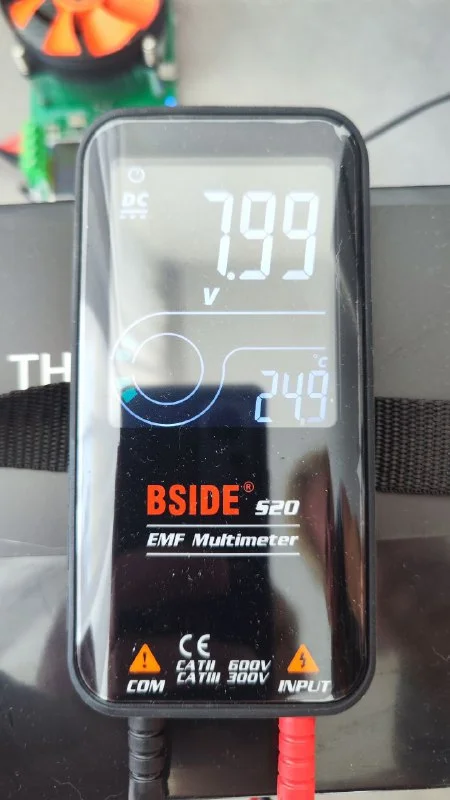 DC
7.99
V
°C
24.9
TH
BSIDE® S20
EMF Multimeter
CE
CATII 600V
CATIII 300V
COM
INPUT